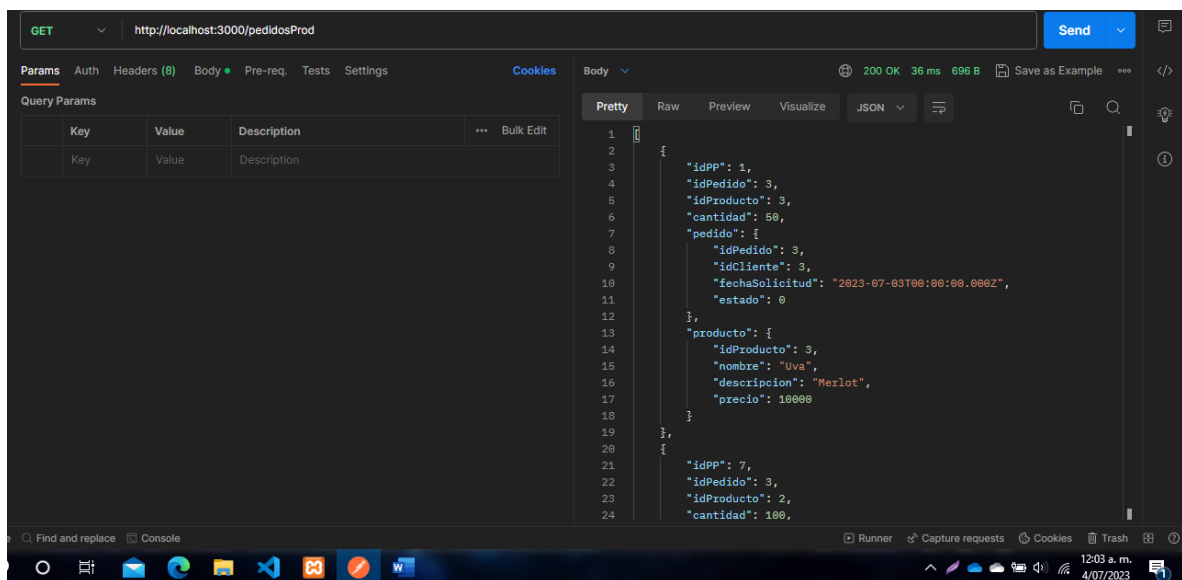 GET http://localhost:3000/pedidosProd Send
Params Auth Headers (8) Body Pre-req. Tests Settings Cookies
Query Params
Key Value Description ••• Bulk Edit
Key Value Description
Body 200 OK 36 ms 696 B Save as Example
Pretty Raw Preview Visualize JSON
1 [
2 {
3 "idPP": 1,
4 "idPedido": 3,
5 "idProducto": 3,
6 "cantidad": 50,
7 "pedido": {
8 "idPedido": 3,
9 "idCliente": 3,
10 "fechaSolicitud": "2023-07-03T00:00:00.000Z",
11 "estado": 0
12 },
13 "producto": {
14 "idProducto": 3,
15 "nombre": "Uva",
16 "descripcion": "Merlot",
17 "precio": 10000
18 }
19 },
20 {
21 "idPP": 7,
22 "idPedido": 3,
23 "idProducto": 2,
24 "cantidad": 100,
Find and replace Console Runner Capture requests Cookies Trash
12:03 a. m.
4/07/2023